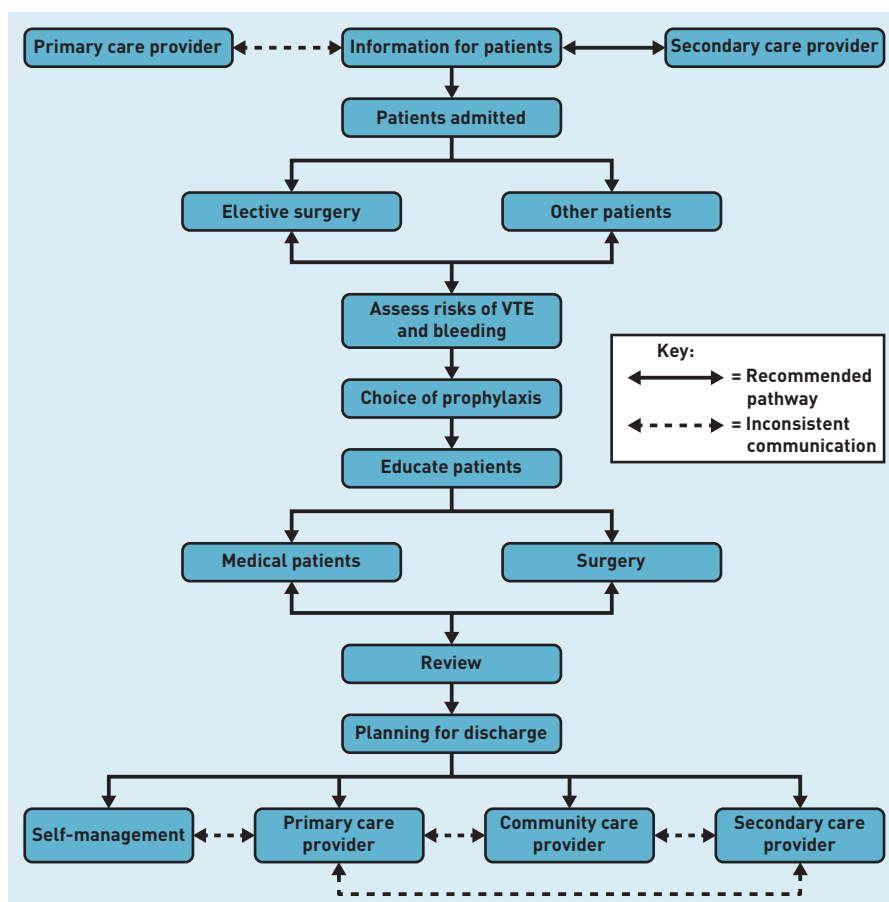 Primary care provider
Information for patients
Secondary care provider
Patients admitted
Elective surgery
Other patients
Assess risks of VTE
and bleeding
Key:
= Recommended
pathway
= Inconsistent
communication
Choice of prophylaxis
Educate patients
Medical patients
Surgery
Review
Planning for discharge
Self-management
Primary care
provider
Community care
provider
Secondary care
provider